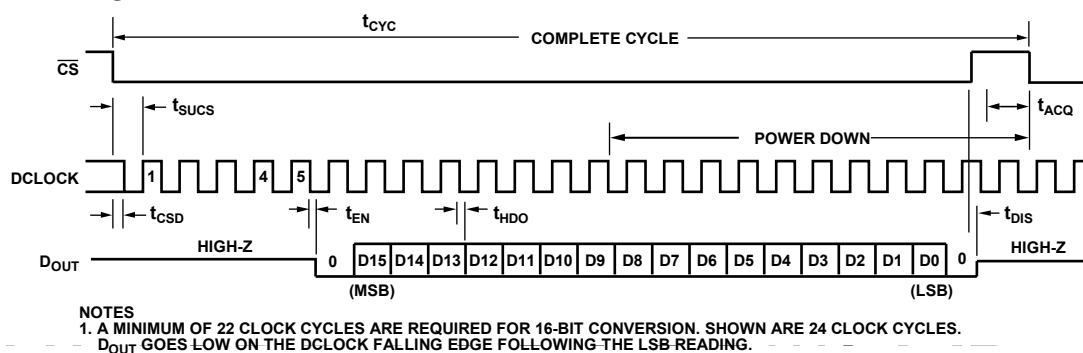 tCYC
COMPLETE CYCLE
CS
tSUCS
tACQ
POWER DOWN
DCLOCK
1
4
5
tCSD
tEN
tHDO
tDIS
HIGH-Z
HIGH-Z
DOUT
0 D15 D14 D13 D12 D11 D10 D9 D8 D7 D6 D5 D4 D3 D2 D1 D0 0
(MSB)
(LSB)
NOTES
1. A MINIMUM OF 22 CLOCK CYCLES ARE REQUIRED FOR 16-BIT CONVERSION. SHOWN ARE 24 CLOCK CYCLES.
DOUT GOES LOW ON THE DCLOCK FALLING EDGE FOLLOWING THE LSB READING.